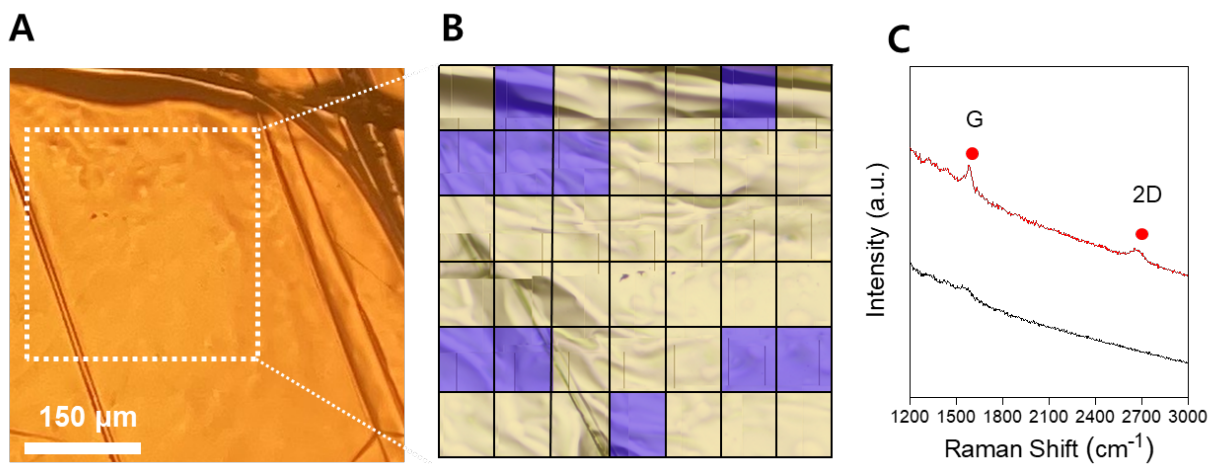 A
B
C
150 μm
G
2D
Intensity (a.u.)
1200 1500 1800 2100 2400 2700 3000
Raman Shift (cm⁻¹)